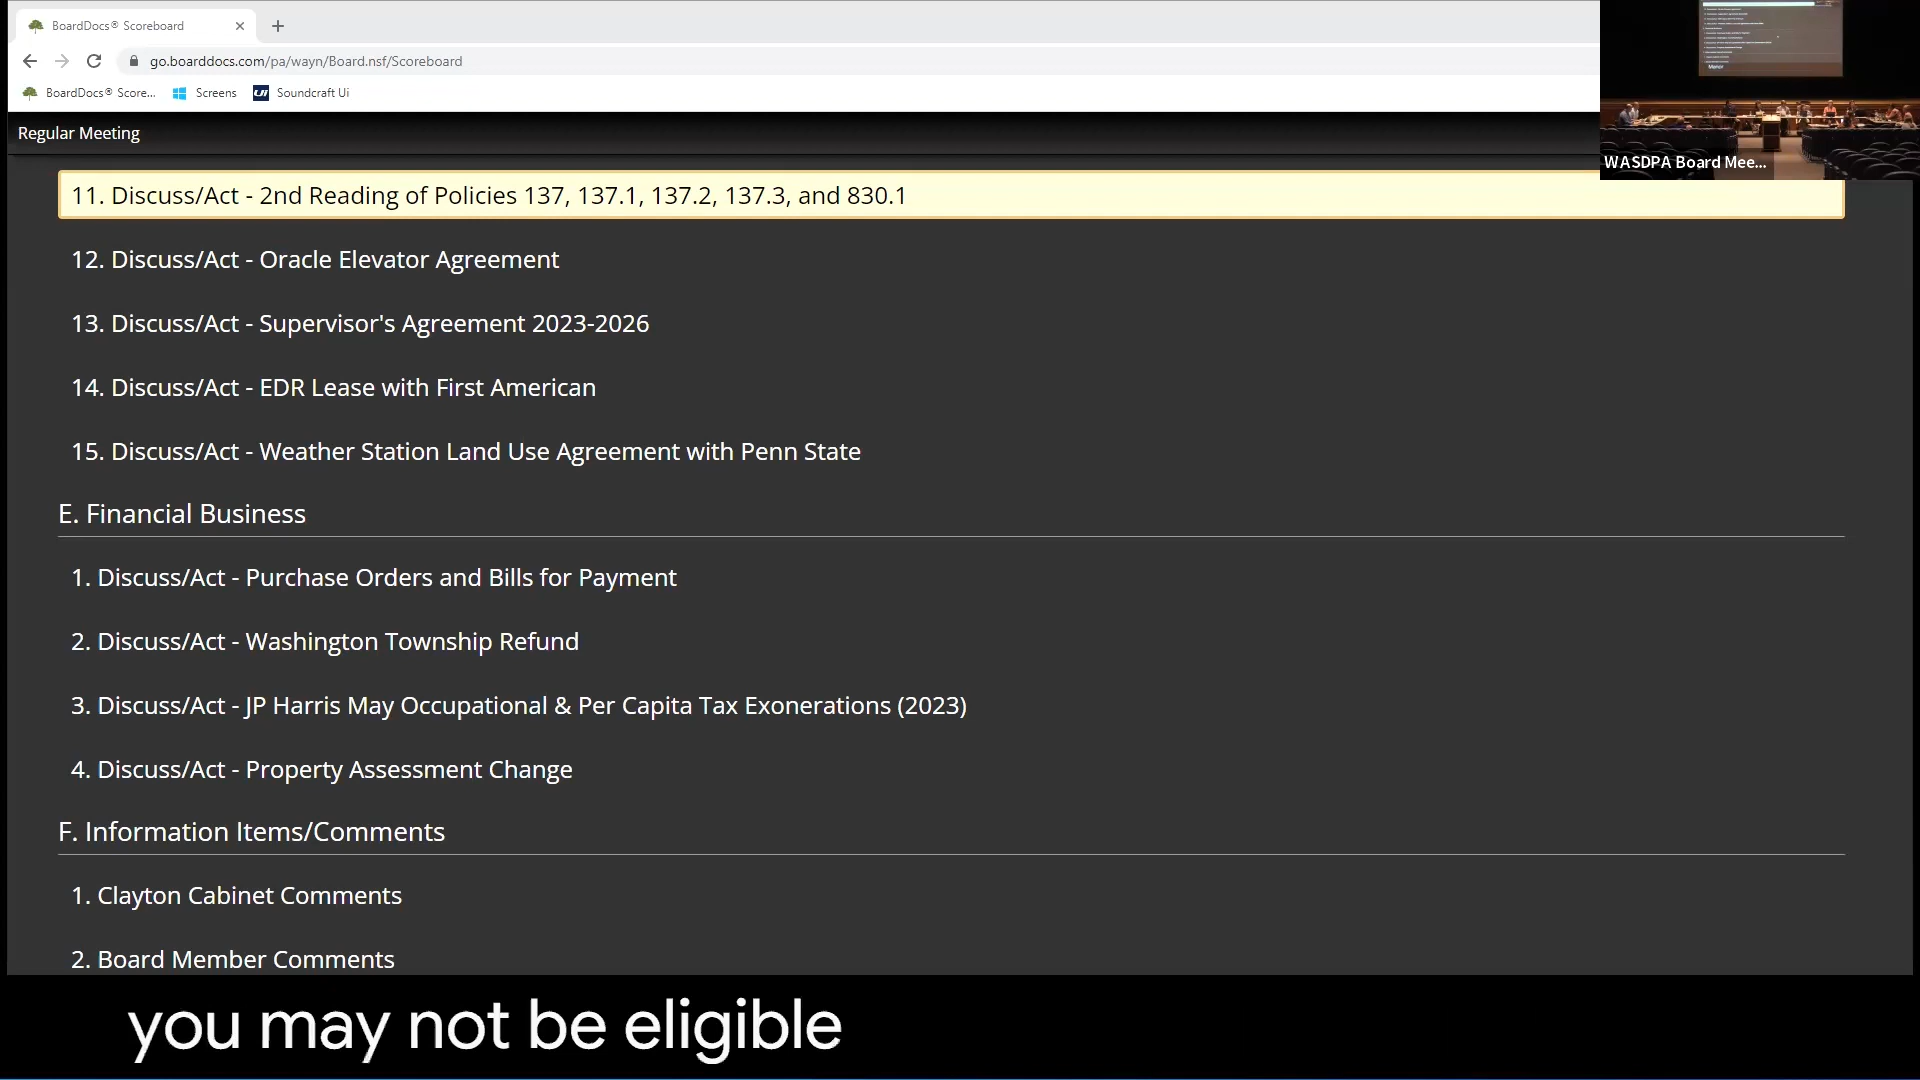 BoardDocs® Scoreboard
go.boarddocs.com/pa/wayn/Board.nsf/Scoreboard
BoardDocs® Score... Screens Soundcraft Ui
Regular Meeting
WASDPA Board Mee...
11. Discuss/Act - 2nd Reading of Policies 137, 137.1, 137.2, 137.3, and 830.1
12. Discuss/Act - Oracle Elevator Agreement
13. Discuss/Act - Supervisor's Agreement 2023-2026
14. Discuss/Act - EDR Lease with First American
15. Discuss/Act - Weather Station Land Use Agreement with Penn State
E. Financial Business
1. Discuss/Act - Purchase Orders and Bills for Payment
2. Discuss/Act - Washington Township Refund
3. Discuss/Act - JP Harris May Occupational & Per Capita Tax Exonerations (2023)
4. Discuss/Act - Property Assessment Change
F. Information Items/Comments
1. Clayton Cabinet Comments
2. Board Member Comments
you may not be eligible